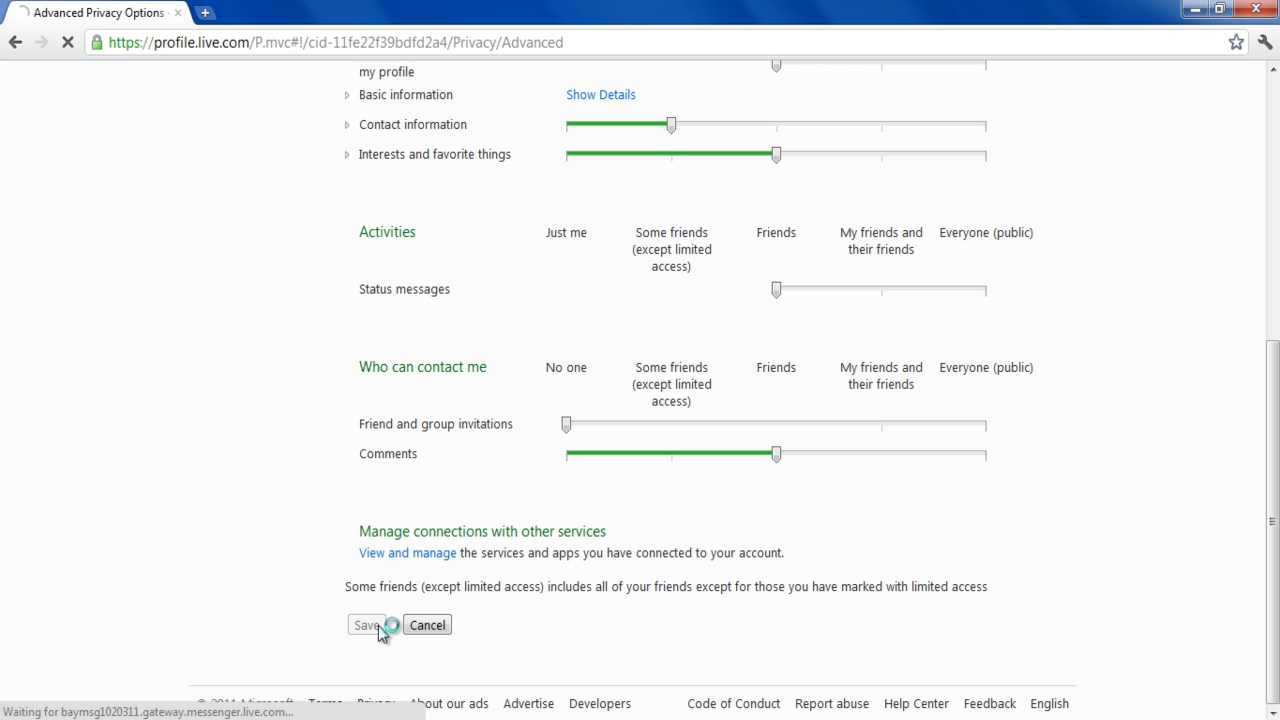 Advanced Privacy Options
https://profile.live.com/P.mvc#!/cid-11fe22f39bdfd2a4/Privacy/Advanced
my profile
Basic information Show Details
Contact information
Interests and favorite things
Activities Just me Some friends (except limited access) Friends My friends and their friends Everyone (public)
Status messages
Who can contact me No one Some friends (except limited access) Friends My friends and their friends Everyone (public)
Friend and group invitations
Comments
Manage connections with other services
View and manage the services and apps you have connected to your account.
Some friends (except limited access) includes all of your friends except for those you have marked with limited access
Save Cancel
© 2011 Microsoft Terms Privacy About our ads Advertise Developers Code of Conduct Report abuse Help Center Feedback English
Waiting for baymsg1020311.gateway.messenger.live.com...